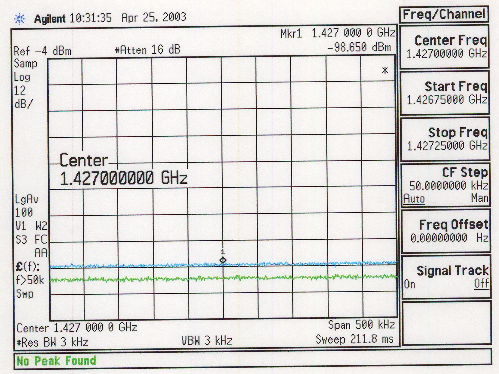 Agilent 10:31:35 Apr 25, 2003
Freq/Channel
Mkr1 1.427 000 0 GHz
Ref -4 dBm #Atten 16 dB -98.650 dBm
Samp
Log
12
dB/
Center
1.427000000 GHz
LgAv
100
V1 W2
S3 FC
AA
£(f):
f>50k
Swp
1
Center 1.427 000 0 GHz Span 500 kHz
#Res BW 3 kHz VBW 3 kHz Sweep 211.8 ms
No Peak Found
Center Freq
1.42700000 GHz
Start Freq
1.42675000 GHz
Stop Freq
1.42725000 GHz
CF Step
50.0000000 kHz
Auto Man
Freq Offset
0.00000000 Hz
Signal Track
On Off